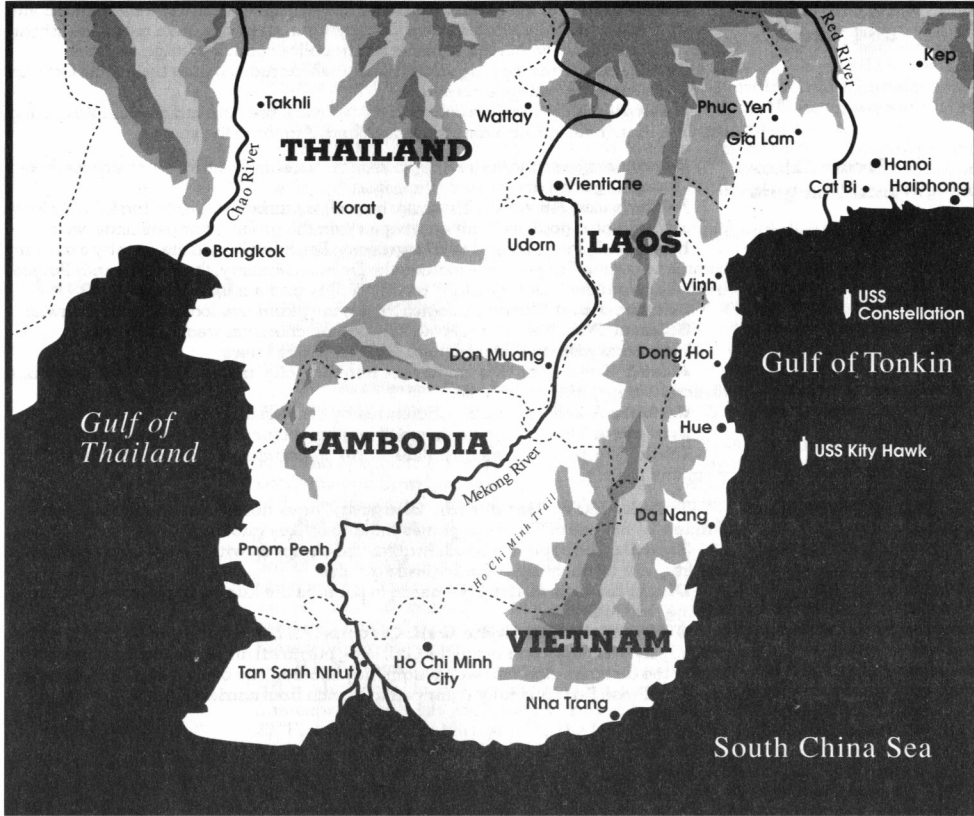 Red River
Kep
Takhli
Wattay
Phuc Yen
Gia Lam
THAILAND
Chao River
Hanoi
Vientiane
Cat Bi
Haiphong
Korat
Udorn
LAOS
Bangkok
Vinh
USS
Constellation
Don Muang
Dong Hoi
Gulf of Tonkin
Gulf of
Thailand
CAMBODIA
Hue
USS Kity Hawk
Mekong River
Ho Chi Minh Trail
Da Nang
Pnom Penh
VIETNAM
Tan Sanh Nhut
Ho Chi Minh
City
Nha Trang
South China Sea